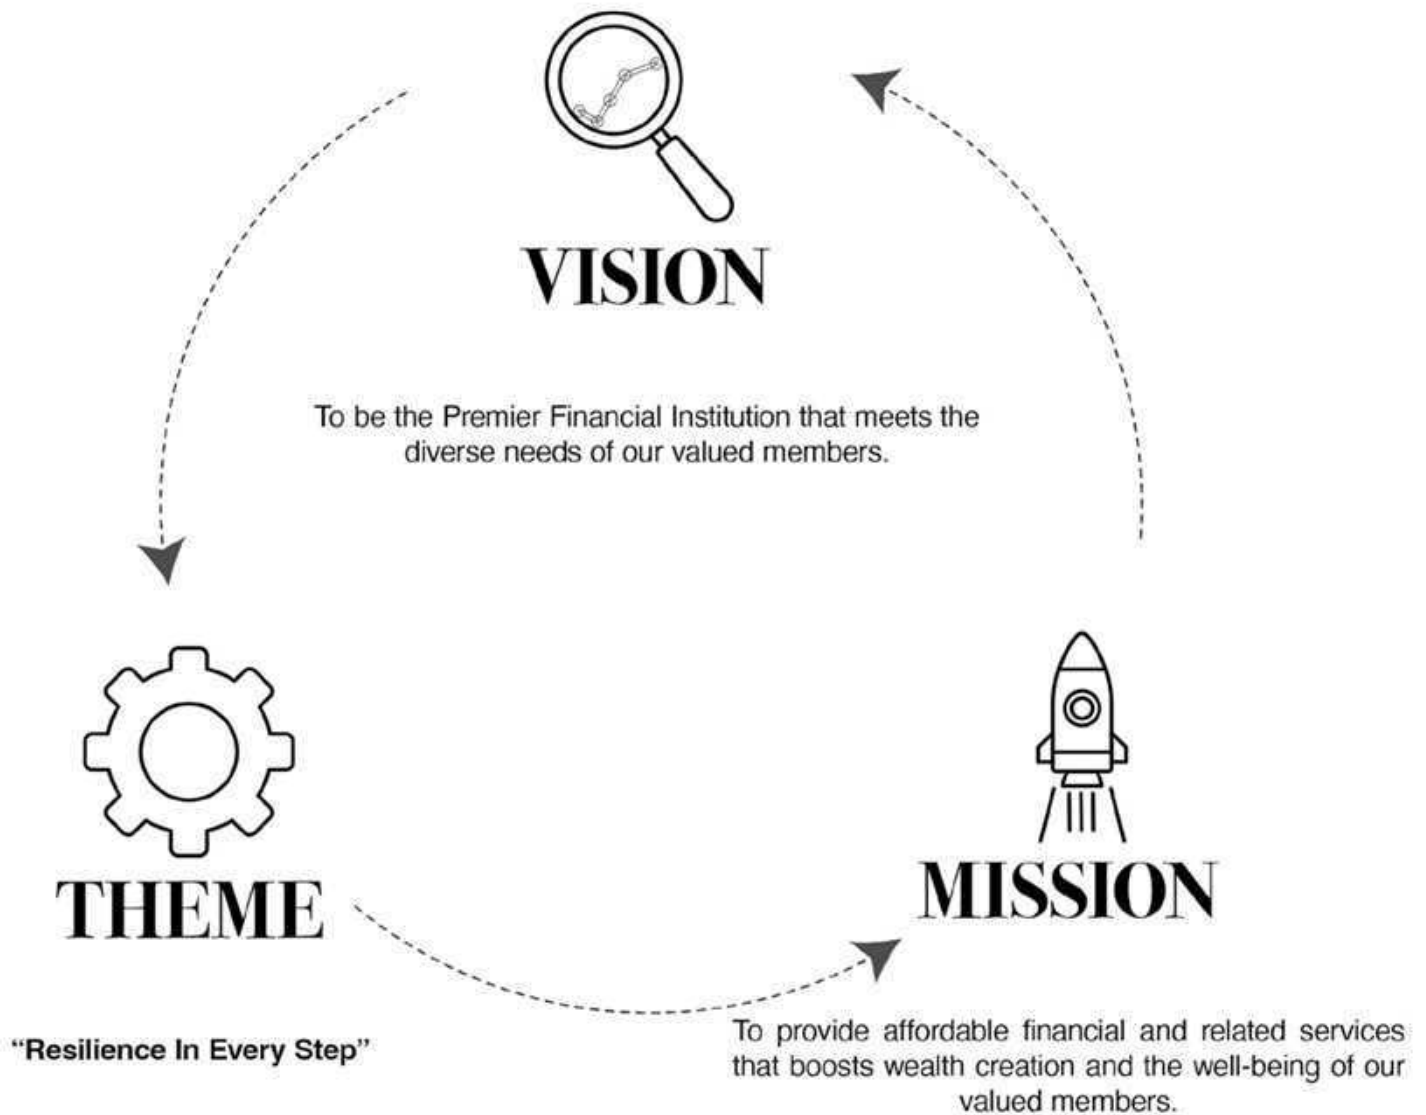 VISION
To be the Premier Financial Institution that meets the
diverse needs of our valued members.
THEME
“Resilience In Every Step”
MISSION
To provide affordable financial and related services
that boosts wealth creation and the well-being of our
valued members.